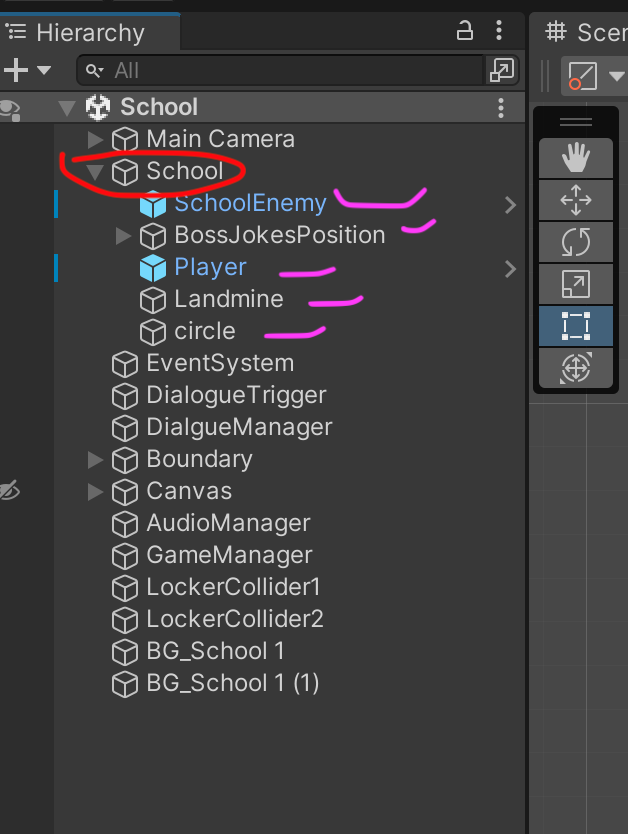 Hierarchy
Scer
All
School
Main Camera
School
SchoolEnemy
BossJokesPosition
Player
Landmine
circle
EventSystem
DialogueTrigger
DialgueManager
Boundary
Canvas
AudioManager
GameManager
LockerCollider1
LockerCollider2
BG_School 1
BG_School 1 (1)